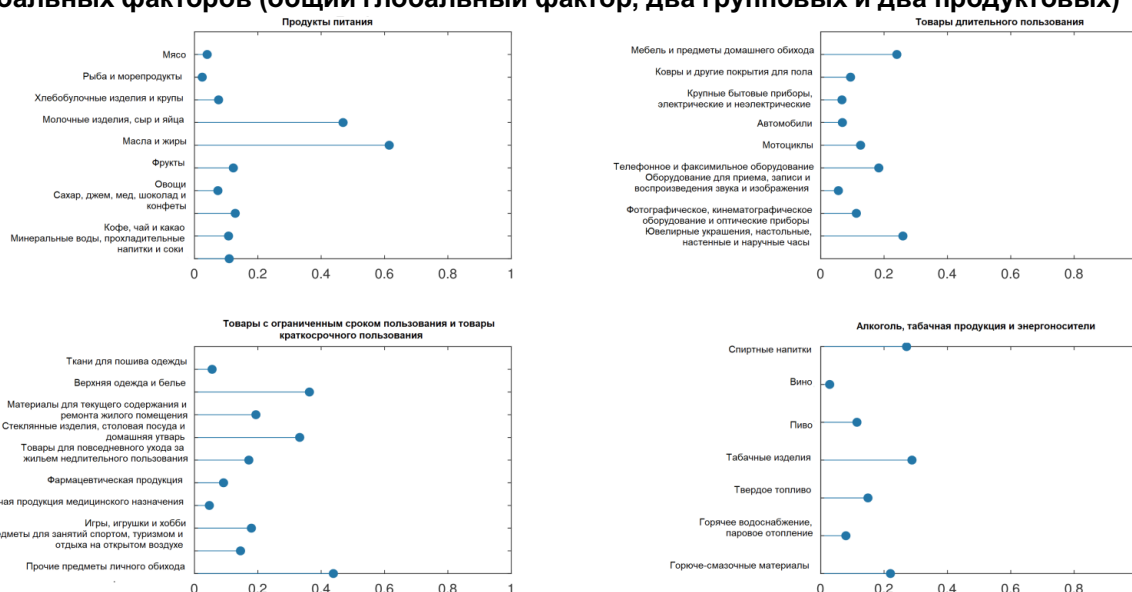 бальных факторов (общий глобальный фактор, два групповых и два продуктовых)
Продукты питания
Мясо
Рыба и морепродукты
Хлебобулочные изделия и крупы
Молочные изделия, сыр и яйца
Масла и жиры
Фрукты
Овощи
Сахар, джем, мед, шоколад и
конфеты
Кофе, чай и какао
Минеральные воды, прохладительные
напитки и соки
0 0.2 0.4 0.6 0.8 1
Товары длительного пользования
Мебель и предметы домашнего обихода
Ковры и другие покрытия для пола
Крупные бытовые приборы,
электрические и неэлектрические
Автомобили
Мотоциклы
Телефонное и факсимильное оборудование
Оборудование для приема, записи и
воспроизведения звука и изображения
Фотографическое, кинематографическое
оборудование и оптические приборы
Ювелирные украшения, настольные,
настенные и наручные часы
0 0.2 0.4 0.6 0.8
Товары с ограниченным сроком пользования и товары
краткосрочного пользования
Ткани для пошива одежды
Верхняя одежда и белье
Материалы для текущего содержания и
ремонта жилого помещения
Стеклянные изделия, столовая посуда и
домашняя утварь
Товары для повседневного ухода за
жильем недлительного пользования
Фармацевтическая продукция
чая продукция медицинского назначения
Игры, игрушки и хобби
едметы для занятий спортом, туризмом и
отдыха на открытом воздухе
Прочие предметы личного обихода
0 0.2 0.4 0.6 0.8 1
Алкоголь, табачная продукция и энергоносители
Спиртные напитки
Вино
Пиво
Табачные изделия
Твердое топливо
Горячее водоснабжение,
паровое отопление
Горюче-смазочные материалы
0 0.2 0.4 0.6 0.8